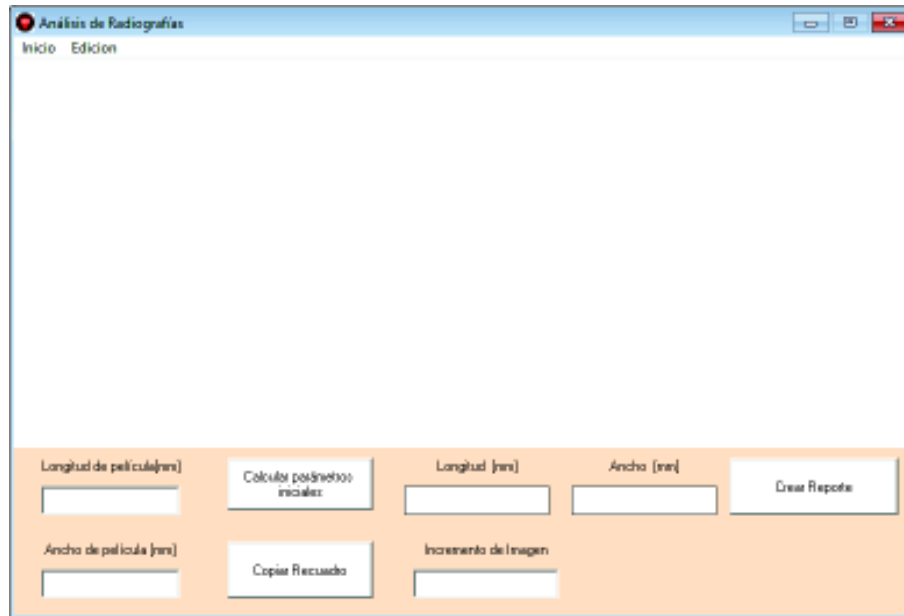 Análisis de Radiografías
Inicio Edicion
Longitud de película[mm]
Calcular parámetros
iniciales
Longitud [mm]
Ancho [mm]
Crear Reporte
Ancho de película [mm]
Copiar Recuadro
Incremento de Imagen